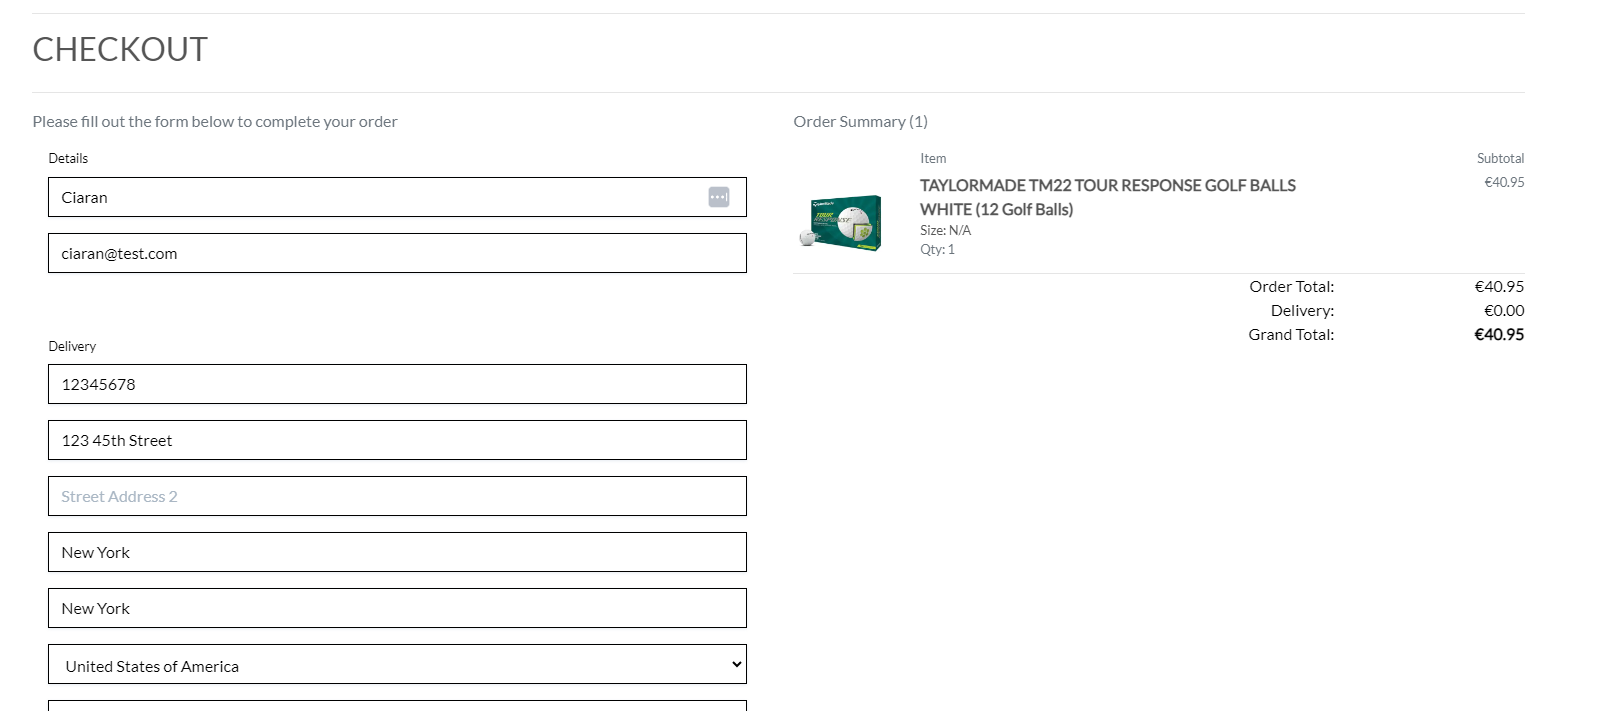 CHECKOUT
Please fill out the form below to complete your order
Details
Ciaran
ciaran@test.com
Delivery
12345678
123 45th Street
Street Address 2
New York
New York
United States of America
Order Summary (1)
Item Subtotal
TAYLORMADE TM22 TOUR RESPONSE GOLF BALLS €40.95
WHITE (12 Golf Balls)
Size: N/A
Qty: 1
Order Total: €40.95
Delivery: €0.00
Grand Total: €40.95